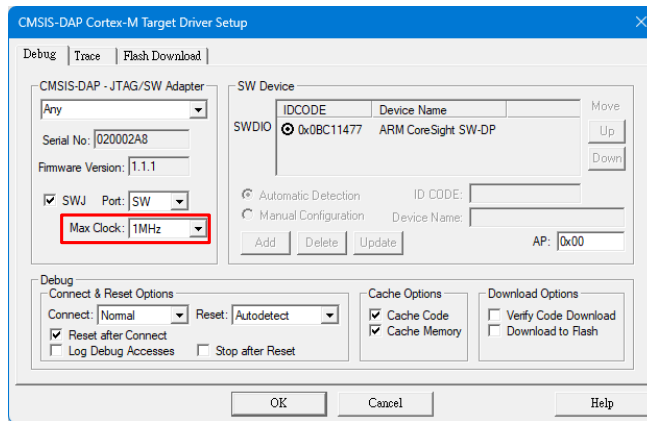 CMSIS-DAP Cortex-M Target Driver Setup
Debug Trace Flash Download
CMSIS-DAP - JTAG/SW Adapter
Any
Serial No: 020002A8
Firmware Version: 1.1.1
SWJ Port: SW
Max Clock: 1MHz
SW Device
IDCODE Device Name Move
SWDIO 0x0BC11477 ARM CoreSight SW-DP Up
Down
Automatic Detection ID CODE:
Manual Configuration Device Name:
Add Delete Update AP: 0x00
Debug
Connect & Reset Options
Connect: Normal Reset: Autodetect
Reset after Connect
Log Debug Accesses Stop after Reset
Cache Options
Cache Code
Cache Memory
Download Options
Verify Code Download
Download to Flash
OK Cancel Help